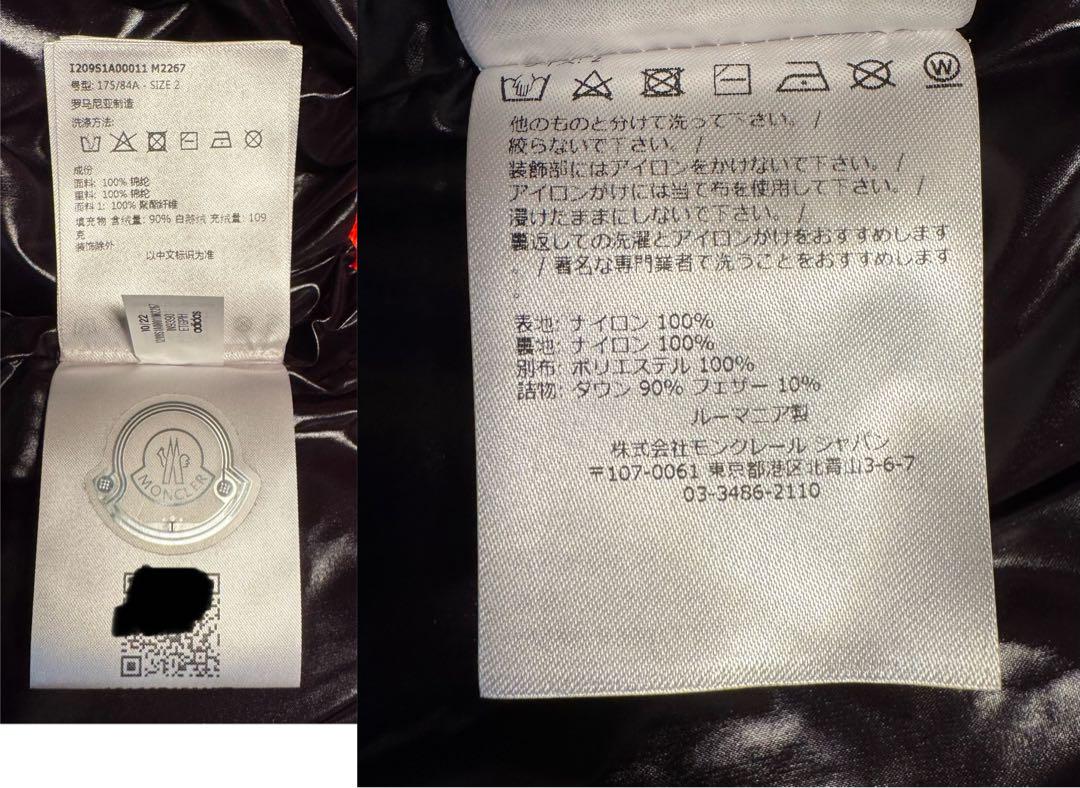 I209S1A00011 M2267
号型: 175/84A - SIZE 2
罗马尼亚制造
洗涤方法:
成份
面料: 100% 锦纶
里料: 100% 锦纶
面料 1: 100% 聚酯纤维
填充物 含绒量: 90% 白鹅绒 充绒量: 109
克
装饰除外
以中文标识为准
10/22
adidas
MONCLER
他のものと分けて洗って下さい。 /
絞らないて下さい。 /
装飾部にはアイロンをかけないて下さい。 /
アイロンがけには当て布を使用して下さい。 /
浸けたままにしないて下さい。 /
裏返しての洗濯とアイロンかけをおすすめします
。 / 著名な専門業者て洗うことをおすすめします
。
表地: ナイロン 100%
裏地: ナイロン 100%
別布: ポリエステル 100%
詰物: タウン 90% フェザー 10%
ルーマニア製
株式会社モンクレール シャパン
〒107-0061 東京都港区北青山3-6-7
03-3486-2110
W